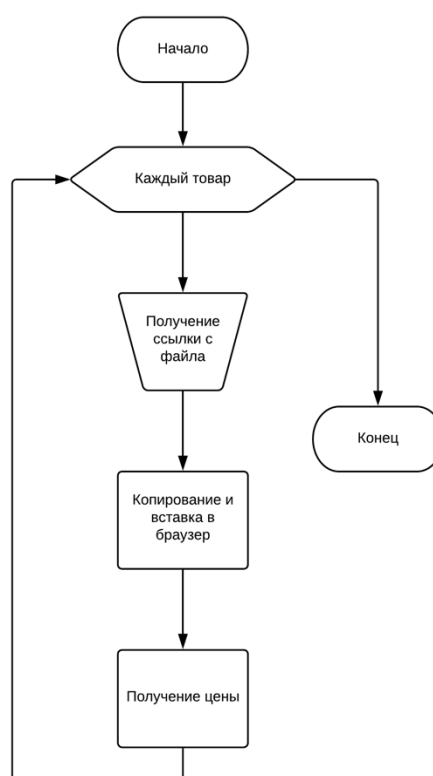 Начало
Каждый товар
Получение
ссылки с
файла
Конец
Копирование и
вставка в
браузер
Получение цены